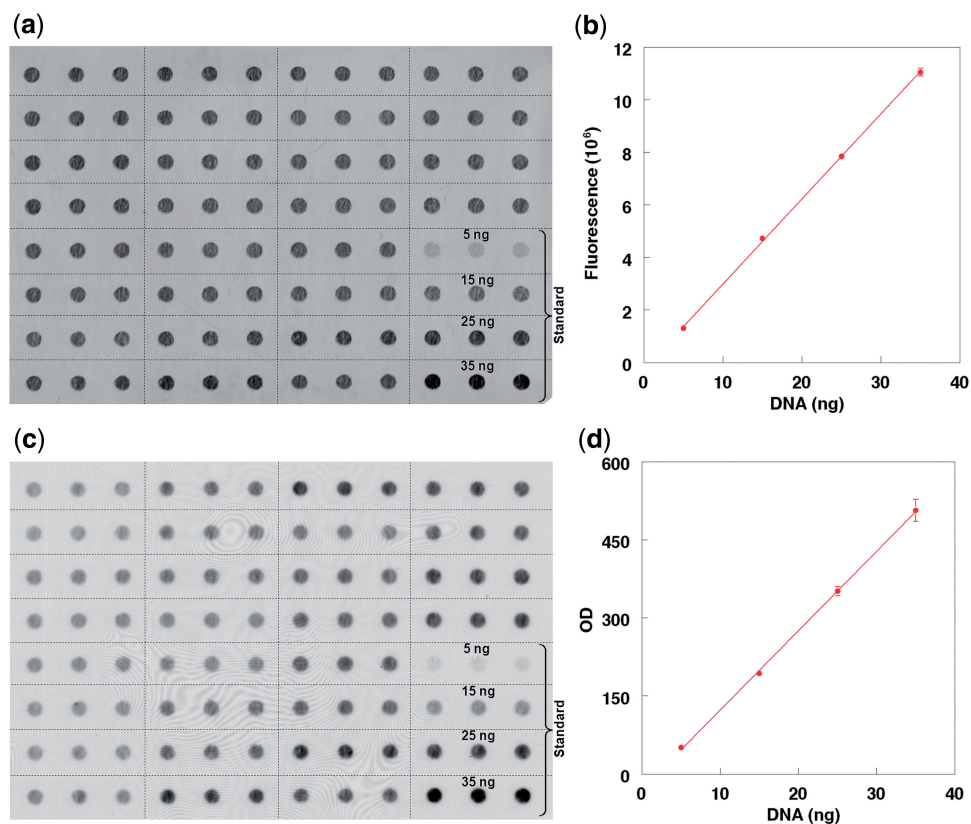 (a)
5 ng
15 ng
25 ng
35 ng
Standard
(b)
12
10
8
6
4
2
0
Fluorescence (10⁶)
0 10 20 30 40
DNA (ng)
(c)
5 ng
15 ng
25 ng
35 ng
Standard
(d)
600
450
300
150
0
OD
0 10 20 30 40
DNA (ng)